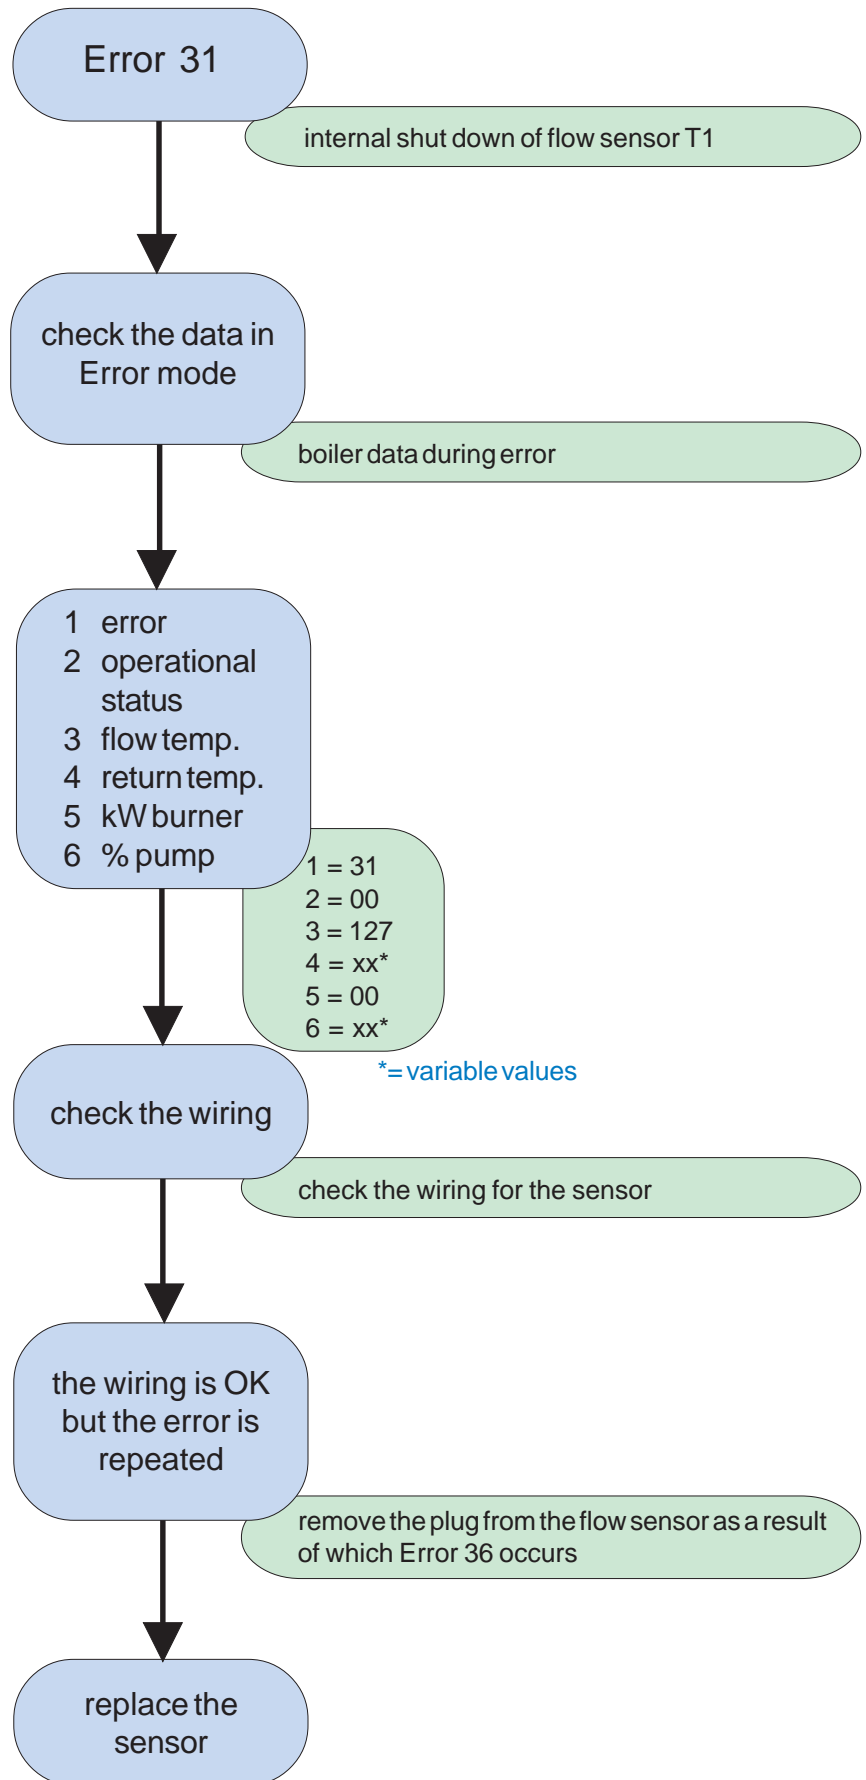 Error 31
internal shut down of flow sensor T1
check the data in
Error mode
boiler data during error
1 error
2 operational
status
3 flow temp.
4 return temp.
5 kW burner
6 % pump
1 = 31
2 = 00
3 = 127
4 = xx*
5 = 00
6 = xx*
*= variable values
check the wiring
check the wiring for the sensor
the wiring is OK
but the error is
repeated
remove the plug from the flow sensor as a result
of which Error 36 occurs
replace the
sensor